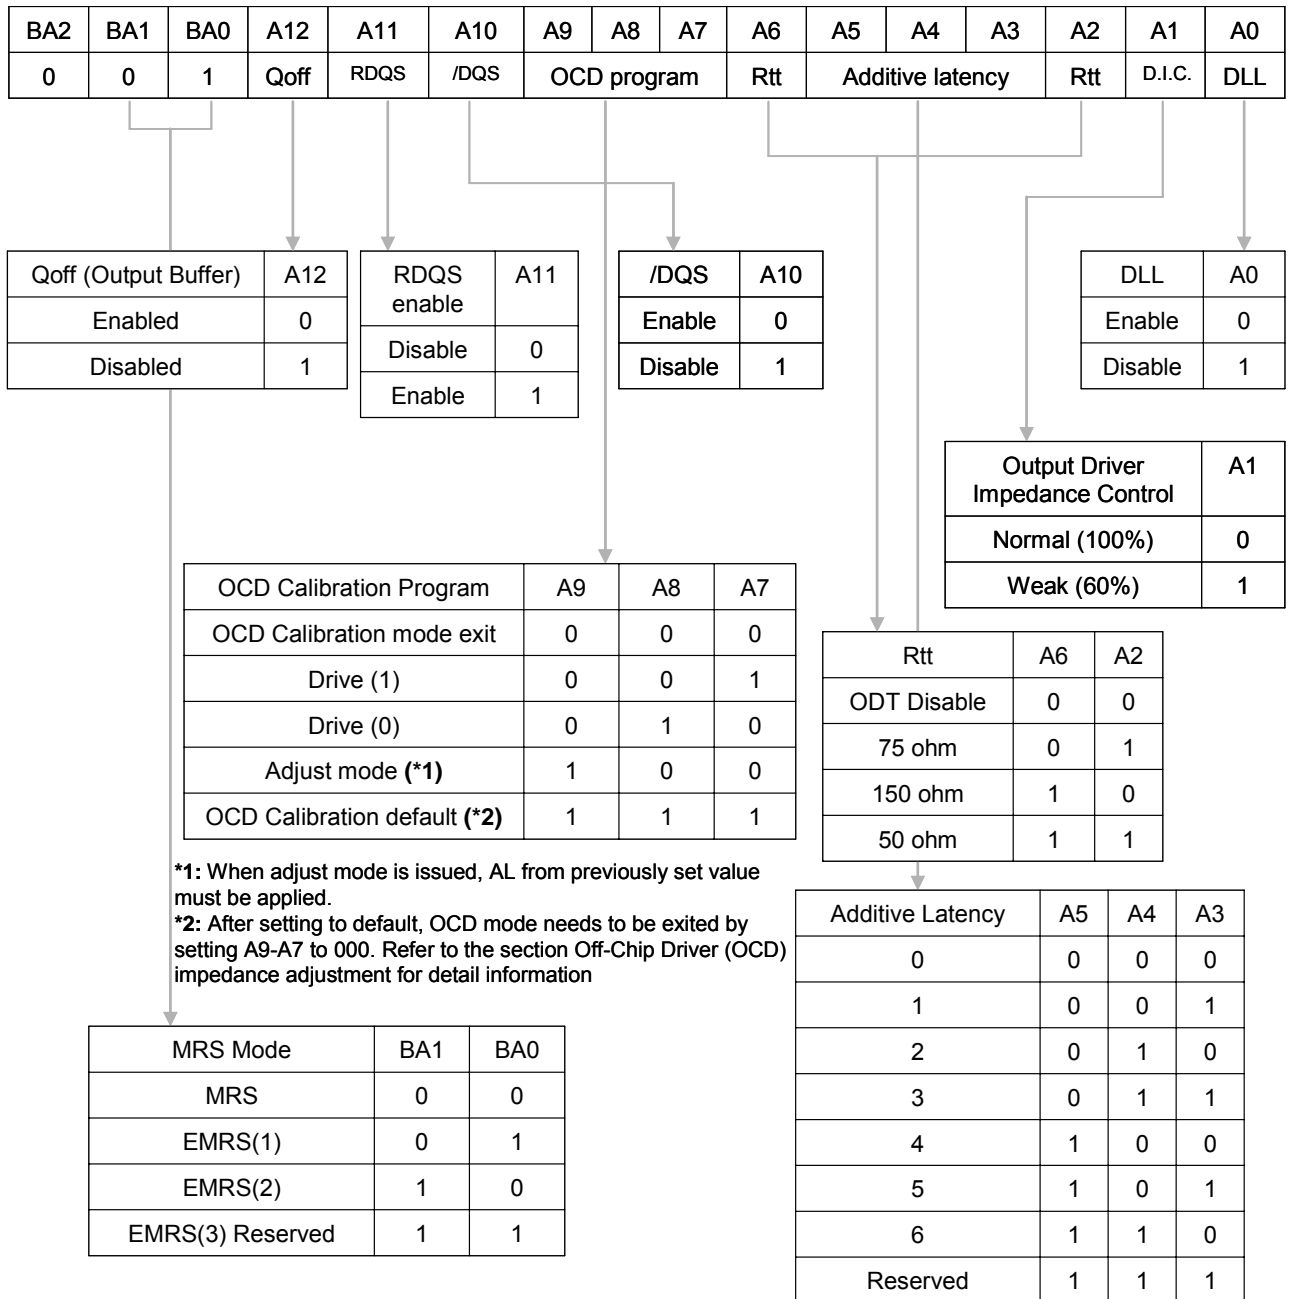 BA2 BA1 BA0 A12 A11 A10 A9 A8 A7 A6 A5 A4 A3 A2 A1 A0
0 0 1 Qoff RDQS /DQS OCD program Rtt Additive latency Rtt D.I.C. DLL
Qoff (Output Buffer) A12
Enabled 0
Disabled 1
RDQS
enable A11
Disable 0
Enable 1
/DQS A10
Enable 0
Disable 1
DLL A0
Enable 0
Disable 1
Output Driver
Impedance Control A1
Normal (100%) 0
Weak (60%) 1
OCD Calibration Program A9 A8 A7
OCD Calibration mode exit 0 0 0
Drive (1) 0 0 1
Drive (0) 0 1 0
Adjust mode (*1) 1 0 0
OCD Calibration default (*2) 1 1 1
Rtt A6 A2
ODT Disable 0 0
75 ohm 0 1
150 ohm 1 0
50 ohm 1 1
*1: When adjust mode is issued, AL from previously set value
must be applied.
*2: After setting to default, OCD mode needs to be exited by
setting A9-A7 to 000. Refer to the section Off-Chip Driver (OCD)
impedance adjustment for detail information
Additive Latency A5 A4 A3
0 0 0 0
1 0 0 1
2 0 1 0
3 0 1 1
4 1 0 0
5 1 0 1
6 1 1 0
Reserved 1 1 1
MRS Mode BA1 BA0
MRS 0 0
EMRS(1) 0 1
EMRS(2) 1 0
EMRS(3) Reserved 1 1